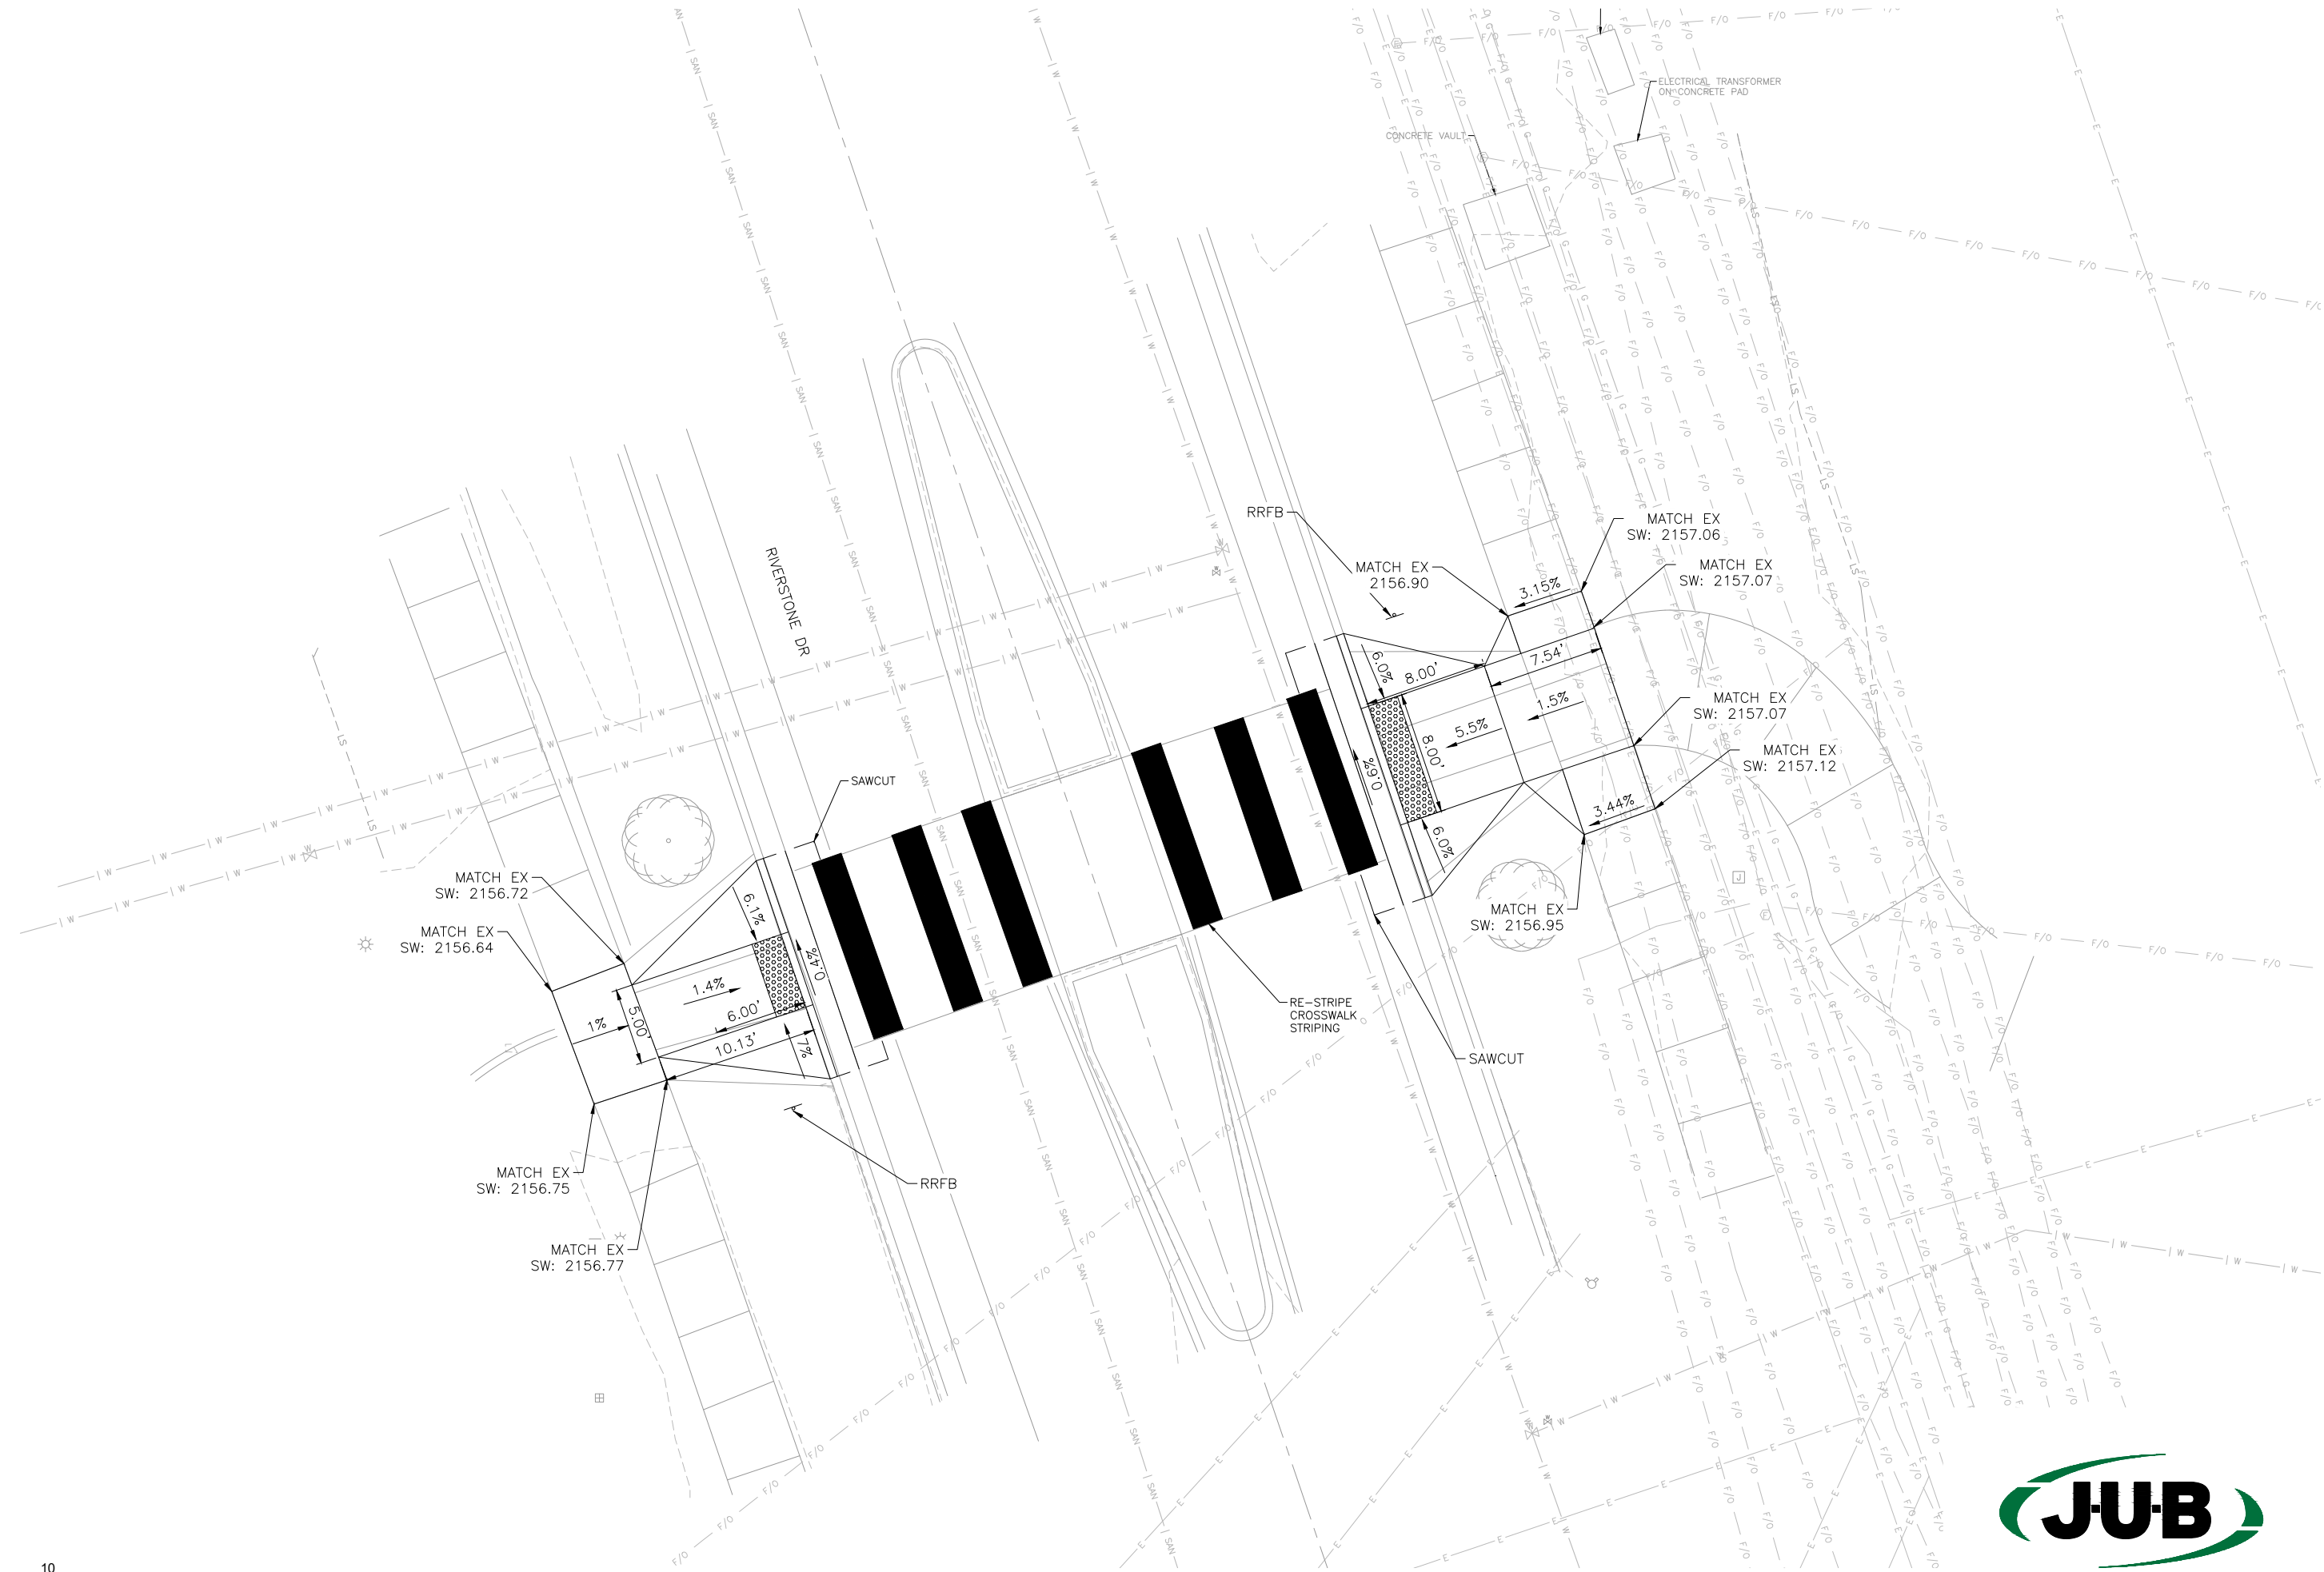 ELECTRICAL TRANSFORMER
ON CONCRETE PAD
CONCRETE VAULT
RRFB
MATCH EX
2156.90
MATCH EX
SW: 2157.06
MATCH EX
SW: 2157.07
MATCH EX
SW: 2157.07
MATCH EX
SW: 2157.12
MATCH EX
SW: 2156.95
3.15%
7.54'
8.00'
6.0%
1.5%
5.5%
8.00'
0.6%
6.0%
3.44%
RIVERSTONE DR
SAWCUT
MATCH EX
SW: 2156.72
MATCH EX
SW: 2156.64
6.1%
0.4%
1.4%
6.00'
5.00'
1%
10.13'
7%
RE-STRIPE
CROSSWALK
STRIPING
SAWCUT
RRFB
MATCH EX
SW: 2156.75
MATCH EX
SW: 2156.77
SAN
W
F/O
E
G
LS
J
J-U-B
10